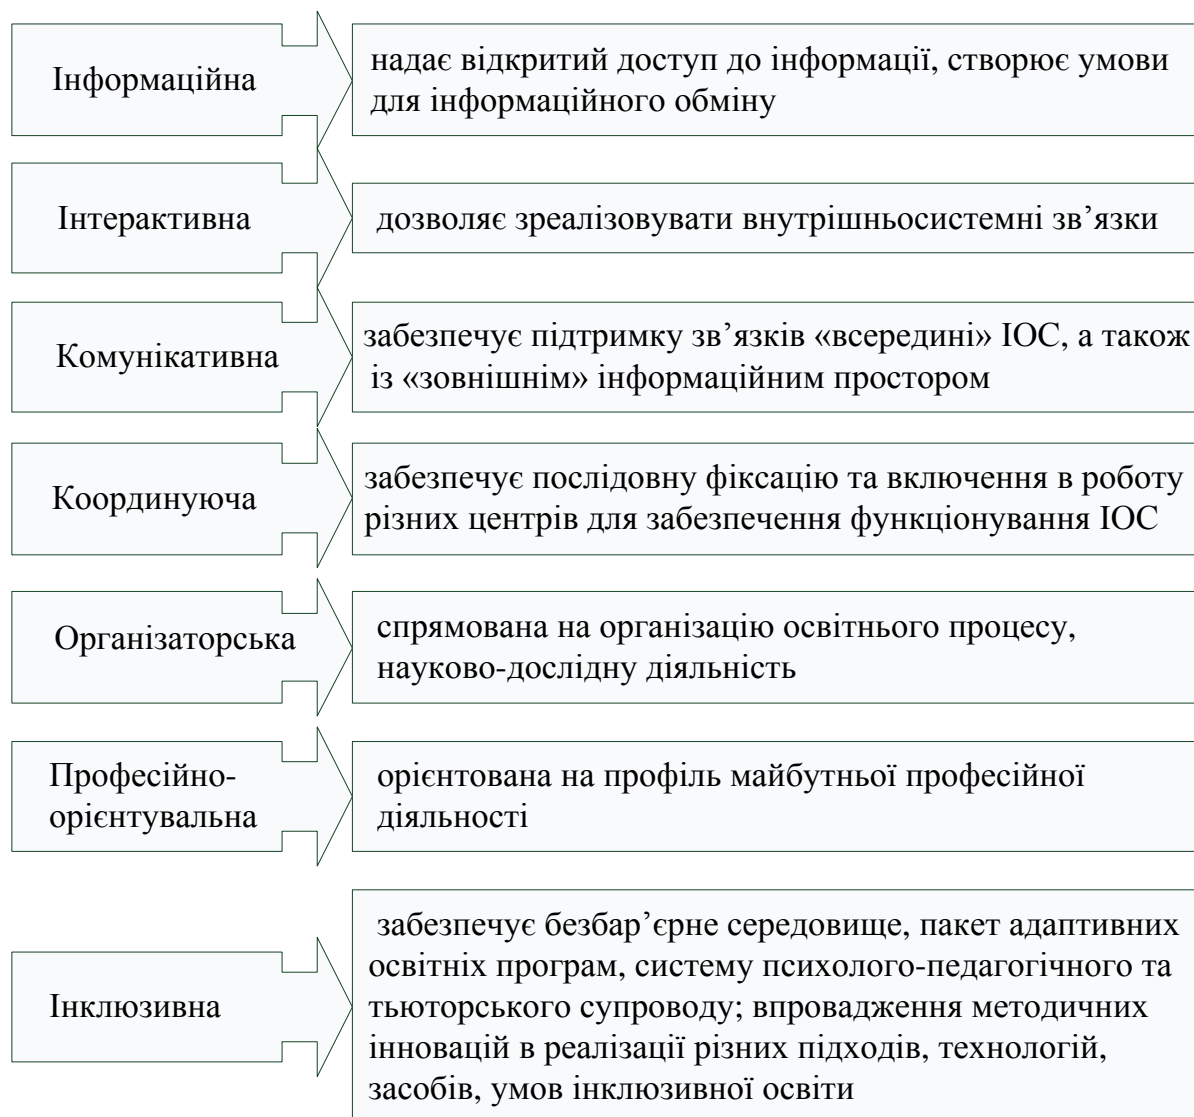 Інформаційна
надає відкритий доступ до інформації, створює умови
для інформаційного обміну
Інтерактивна
дозволяє зреалізовувати внутрішньосистемні зв’язки
Комунікативна
забезпечує підтримку зв’язків «всередині» ІОС, а також
із «зовнішнім» інформаційним простором
Координуюча
забезпечує послідовну фіксацію та включення в роботу
різних центрів для забезпечення функціонування ІОС
Організаторська
спрямована на організацію освітнього процесу,
науково-дослідну діяльність
Професійно-
орієнтувальна
орієнтована на профіль майбутньої професійної
діяльності
Інклюзивна
забезпечує безбар’єрне середовище, пакет адаптивних
освітніх програм, систему психолого-педагогічного та
тьюторського супроводу; впровадження методичних
інновацій в реалізації різних підходів, технологій,
засобів, умов інклюзивної освіти